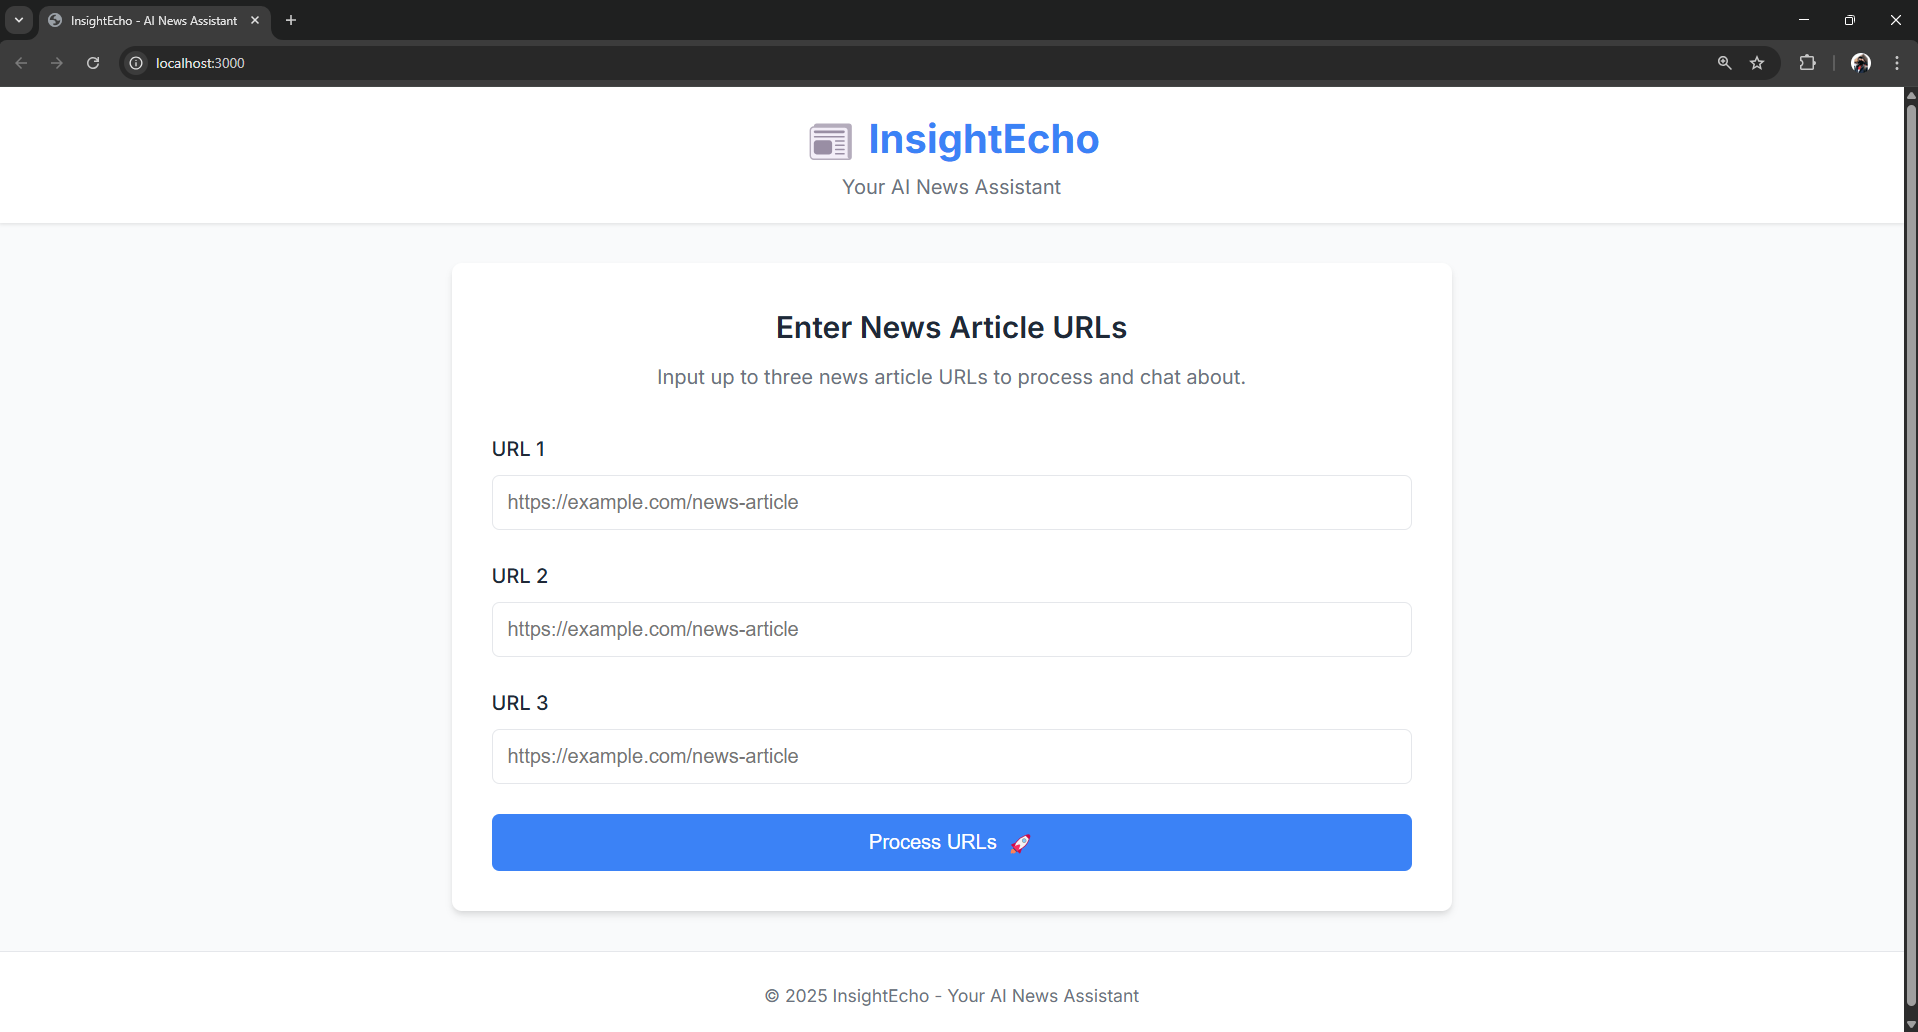 InsightEcho - AI News Assistant
localhost:3000
InsightEcho
Your AI News Assistant
Enter News Article URLs
Input up to three news article URLs to process and chat about.
URL 1
https://example.com/news-article
URL 2
https://example.com/news-article
URL 3
https://example.com/news-article
Process URLs 🚀
© 2025 InsightEcho - Your AI News Assistant